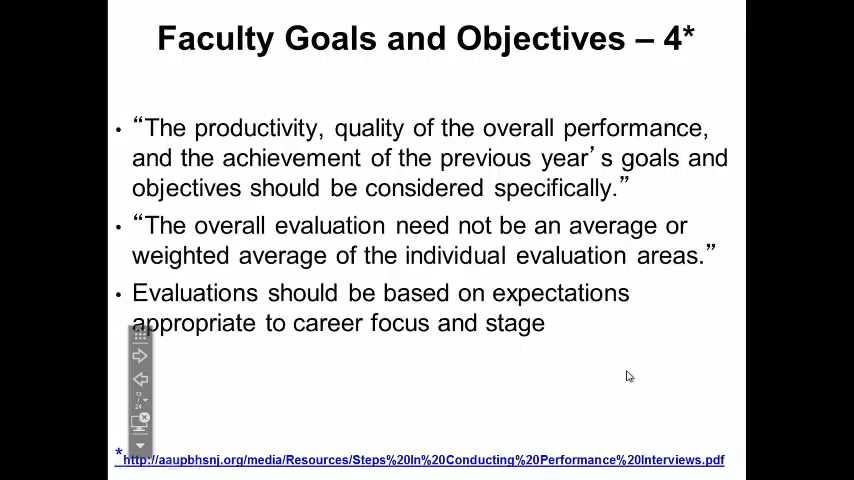 Faculty Goals and Objectives – 4*
• “The productivity, quality of the overall performance,
and the achievement of the previous year’s goals and
objectives should be considered specifically.”
• “The overall evaluation need not be an average or
weighted average of the individual evaluation areas.”
• Evaluations should be based on expectations
appropriate to career focus and stage
13
/
24
* http://aaupbhsnj.org/media/Resources/Steps%20In%20Conducting%20Performance%20Interviews.pdf